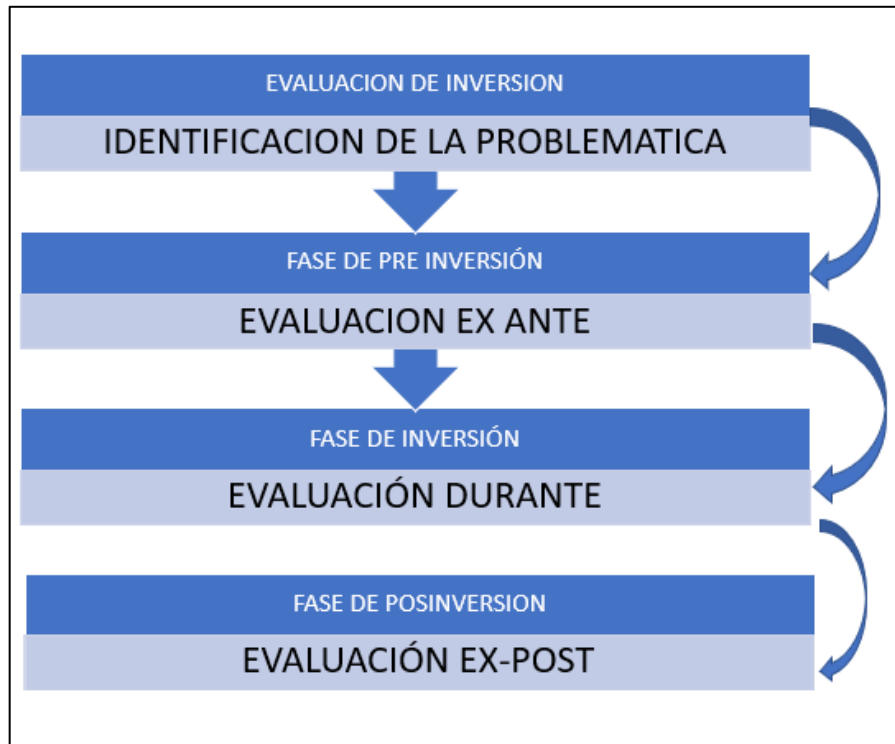 EVALUACION DE INVERSION
IDENTIFICACION DE LA PROBLEMATICA
FASE DE PRE INVERSIÓN
EVALUACION EX ANTE
FASE DE INVERSIÓN
EVALUACIÓN DURANTE
FASE DE POSINVERSION
EVALUACIÓN EX-POST